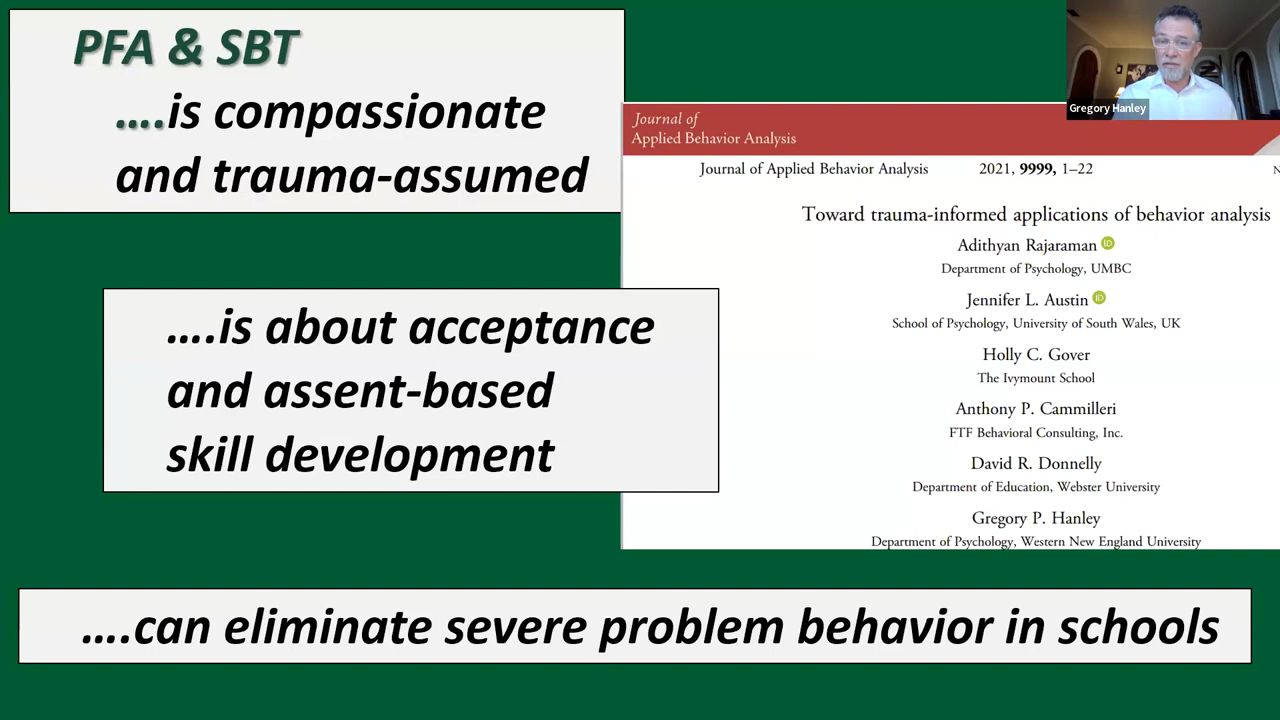 PFA & SBT
....is compassionate
and trauma-assumed
Gregory Hanley
Journal of
Applied Behavior Analysis
Journal of Applied Behavior Analysis
2021, 9999, 1–22
N
Toward trauma-informed applications of behavior analysis
Adithyan Rajaraman iD
Department of Psychology, UMBC
Jennifer L. Austin iD
School of Psychology, University of South Wales, UK
Holly C. Gover
The Ivymount School
Anthony P. Cammilleri
FTF Behavioral Consulting, Inc.
David R. Donnelly
Department of Education, Webster University
Gregory P. Hanley
Department of Psychology, Western New England University
....is about acceptance
and assent-based
skill development
....can eliminate severe problem behavior in schools